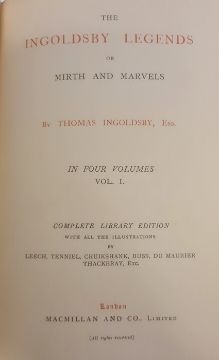 THE
INGOLDSBY LEGENDS
OR
MIRTH AND MARVELS
BY THOMAS INGOLDSBY, ESQ.
IN FOUR VOLUMES
VOL. I.
COMPLETE LIBRARY EDITION
WITH ALL THE ILLUSTRATIONS
BY
LEECH, TENNIEL, CRUIKSHANK, BUSS, DU MAURIER
THACKERAY, ETC.
London
MACMILLAN AND CO. LIMITED
[All rights reserved]